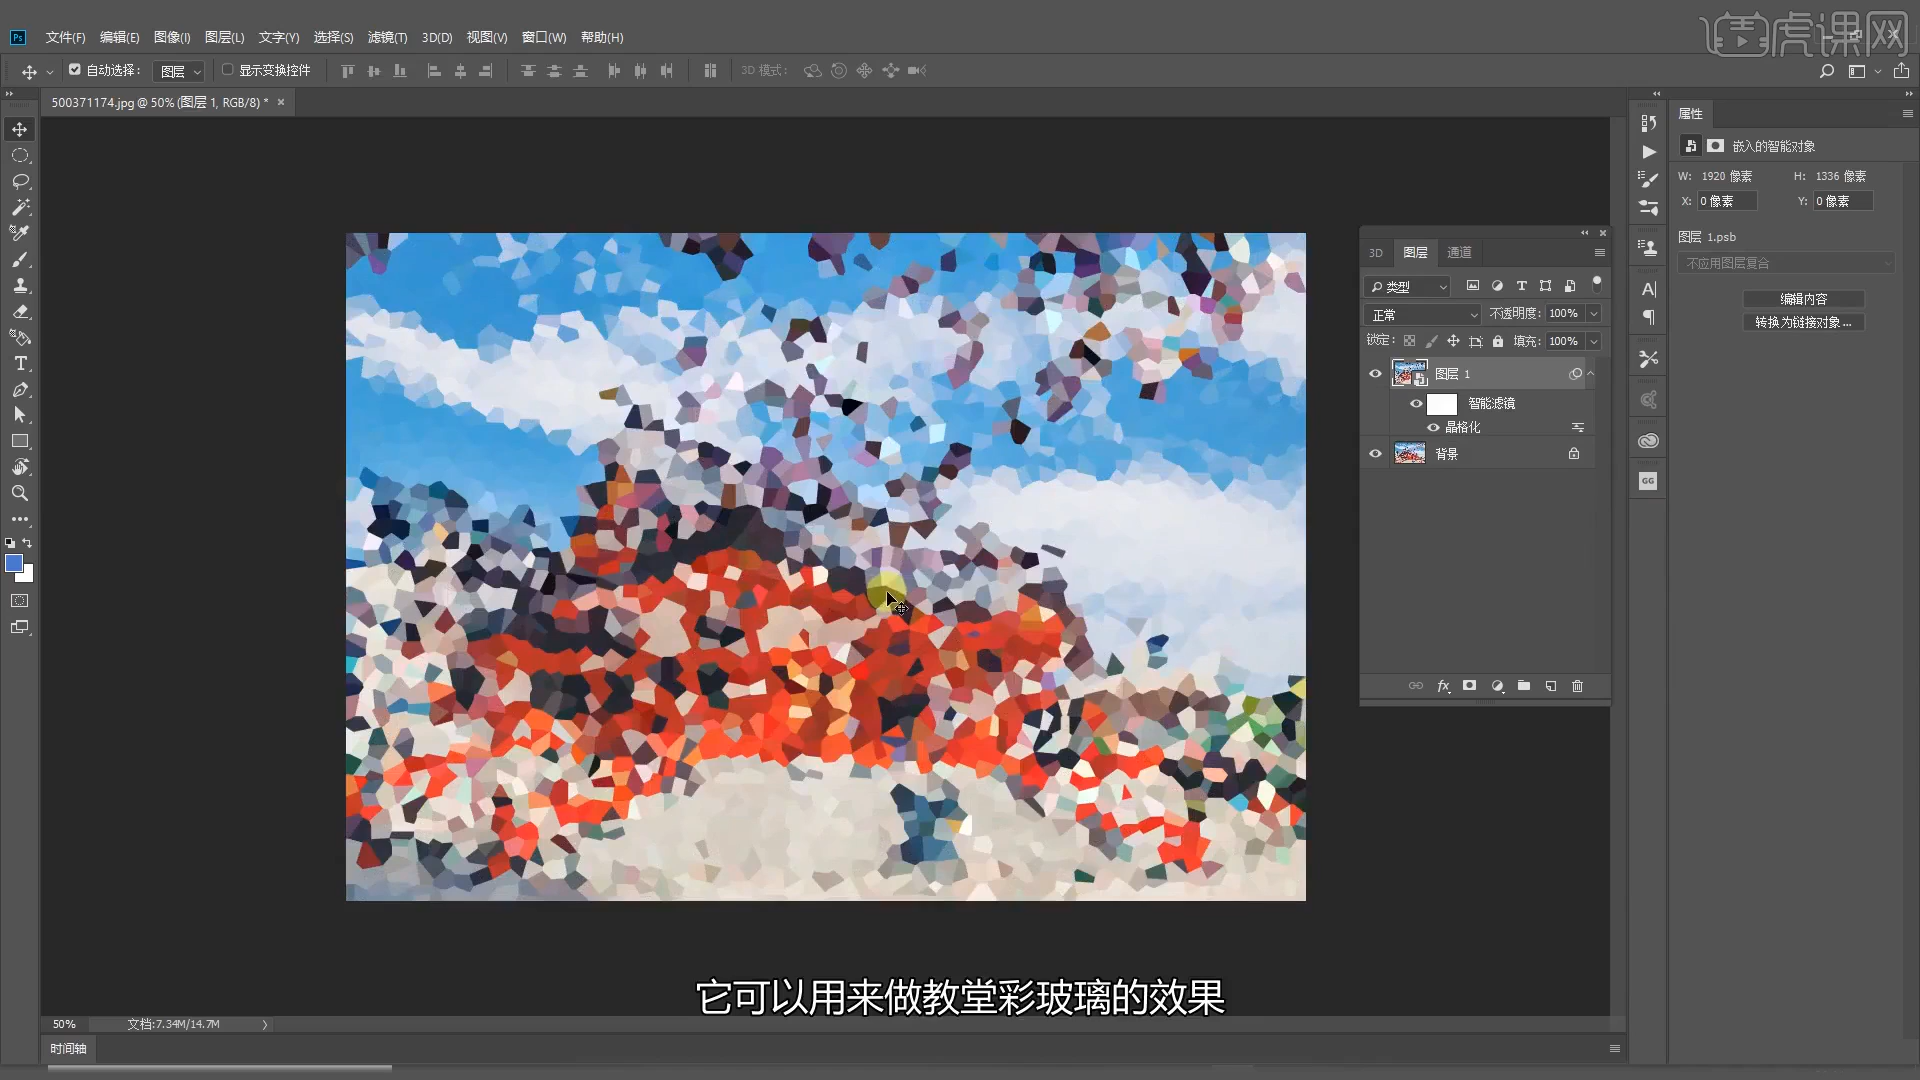 虎课网
Ps 文件(F) 编辑(E) 图像(I) 图层(L) 文字(Y) 选择(S) 滤镜(T) 3D(D) 视图(V) 窗口(W) 帮助(H)
自动选择: 图层 显示变换控件 3D 模式:
500371174.jpg @ 50% (图层 1, RGB/8) * ×
属性
嵌入的智能对象
W: 1920 像素 H: 1336 像素
X: 0 像素 Y: 0 像素
图层 1.psb
不应用图层复合
编辑内容
转换为链接对象...
3D 图层 通道
类型
正常 不透明度: 100%
锁定: 填充: 100%
图层 1
智能滤镜
晶格化
背景
fx
GG
它可以用来做教堂彩玻璃的效果
50% 文档:7.34M/14.7M
时间轴